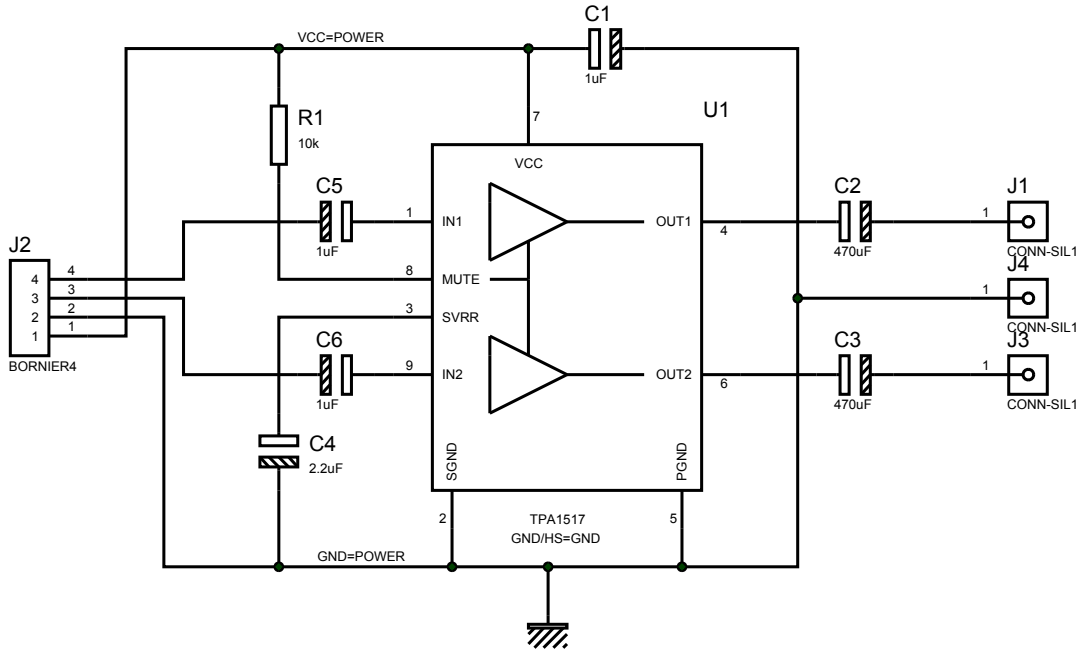 C1
VCC=POWER
1uF
U1
R1
10k
7
VCC
C5
1uF
1
IN1
OUT1
4
C2
470uF
1
J1
CONN-SIL1
J2
4
3
2
1
4
3
2
1
BORNIER4
8
MUTE
3
SVRR
1
J4
CONN-SIL1
C6
1uF
9
IN2
OUT2
6
C3
470uF
1
J3
CONN-SIL1
C4
2.2uF
SGND
PGND
2
TPA1517
GND/HS=GND
5
GND=POWER